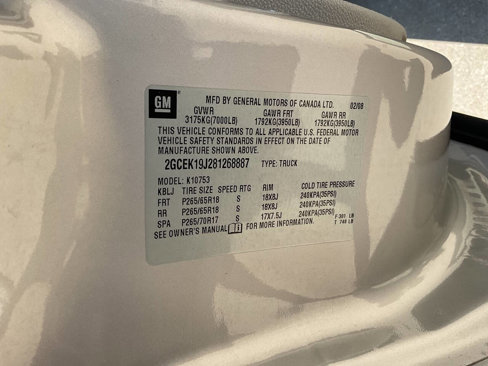 GM
MFD BY GENERAL MOTORS OF CANADA LTD. 02/08
GVWR GAWR FRT GAWR RR
3175KG(7000LB) 1792KG(3950LB) 1792KG(3950LB)
THIS VEHICLE CONFORMS TO ALL APPLICABLE U.S. FEDERAL MOTOR
VEHICLE SAFETY STANDARDS IN EFFECT ON THE DATE OF
MANUFACTURE SHOWN ABOVE.
2GCEK19J281268887 TYPE: TRUCK
MODEL: K10753
KBLJ TIRE SIZE SPEED RTG RIM COLD TIRE PRESSURE
FRT P265/65R18 S 18X8J 240KPA(35PSI)
RR P265/65R18 S 18X8J 240KPA(35PSI)
SPA P265/70R17 S 17X7.5J 240KPA(35PSI)
SEE OWNER'S MANUAL FOR MORE INFORMATION.
F 301 LB
T 740 LB